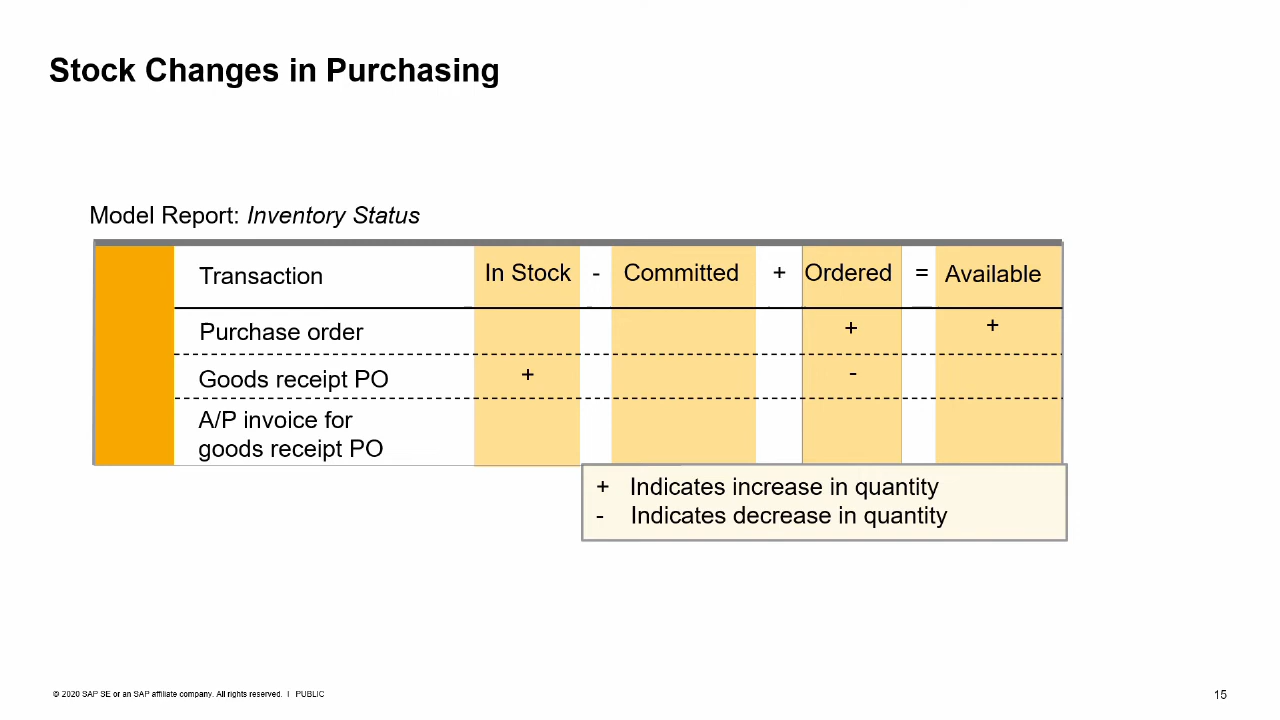 Stock Changes in Purchasing
Model Report: Inventory Status
Transaction In Stock - Committed + Ordered = Available
Purchase order + +
Goods receipt PO + -
A/P invoice for
goods receipt PO
+ Indicates increase in quantity
- Indicates decrease in quantity
© 2020 SAP SE or an SAP affiliate company. All rights reserved. I PUBLIC 15